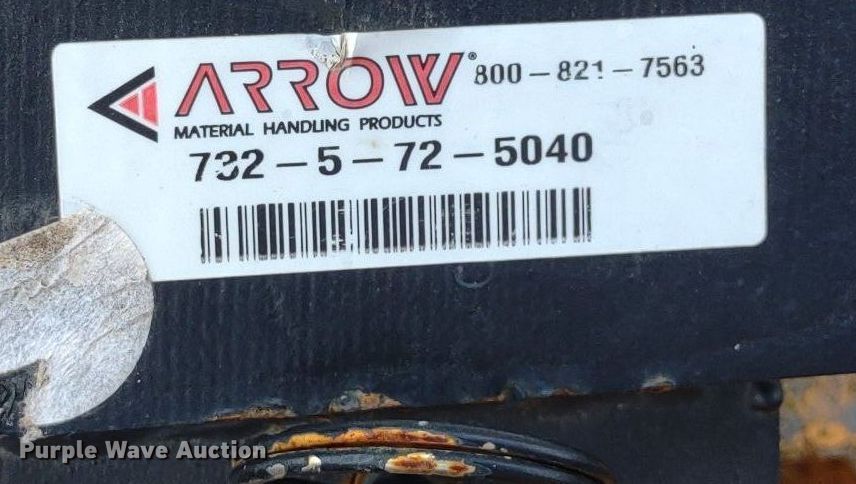 ARROW® 800-821-7563
MATERIAL HANDLING PRODUCTS
732-5-72-5040
Purple Wave Auction